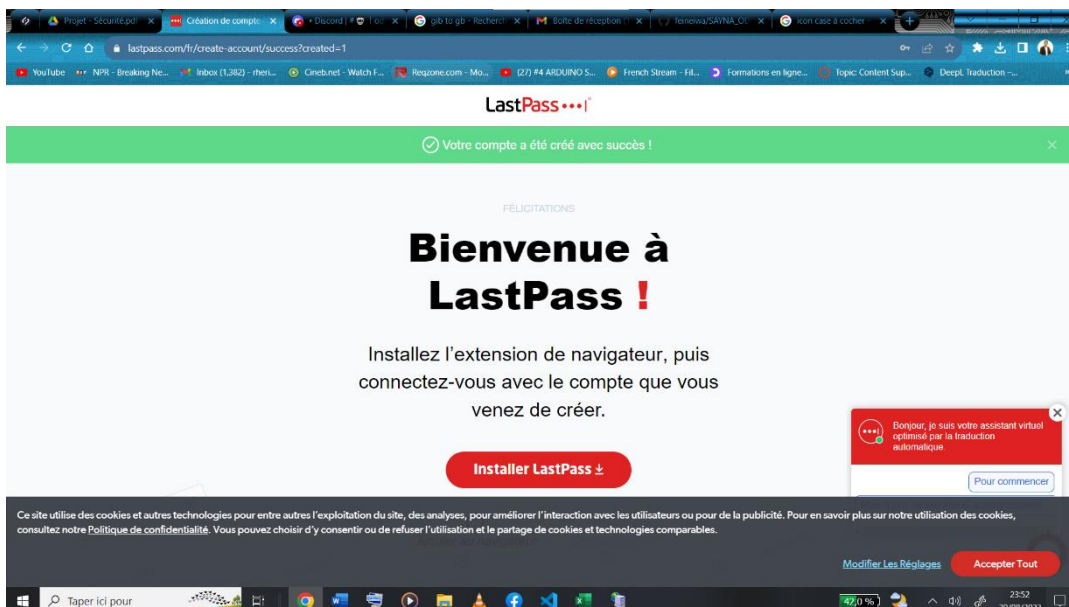 Projet - Sécurité.pdf
Création de compte
Discord | #
gib to gb - Recherch
Boîte de réception
feineiwa/SAYNA_OC
icon case à cocher -
lastpass.com/fr/create-account/success?created=1
YouTube
NPR - Breaking Ne...
Inbox (1,382) - rheri...
Cineb.net - Watch F...
Reqzone.com - Mo...
(27) #4 ARDUINO S...
French Stream - Fil...
Formations en ligne...
Topic: Content Sup...
DeepL Traduction –...
LastPass
Votre compte a été créé avec succès !
FÉLICITATIONS
Bienvenue à
LastPass !
Installez l’extension de navigateur, puis
connectez-vous avec le compte que vous
venez de créer.
Installer LastPass
Bonjour, je suis votre assistant virtuel
optimisé par la traduction
automatique.
Pour commencer
Ce site utilise des cookies et autres technologies pour entre autres l’exploitation du site, des analyses, pour améliorer l’interaction avec les utilisateurs ou pour de la publicité. Pour en savoir plus sur notre utilisation des cookies,
consultez notre Politique de confidentialité. Vous pouvez choisir d’y consentir ou de refuser l’utilisation et le partage de cookies et technologies comparables.
Modifier Les Réglages
Accepter Tout
Taper ici pour
42,0 %
23:52